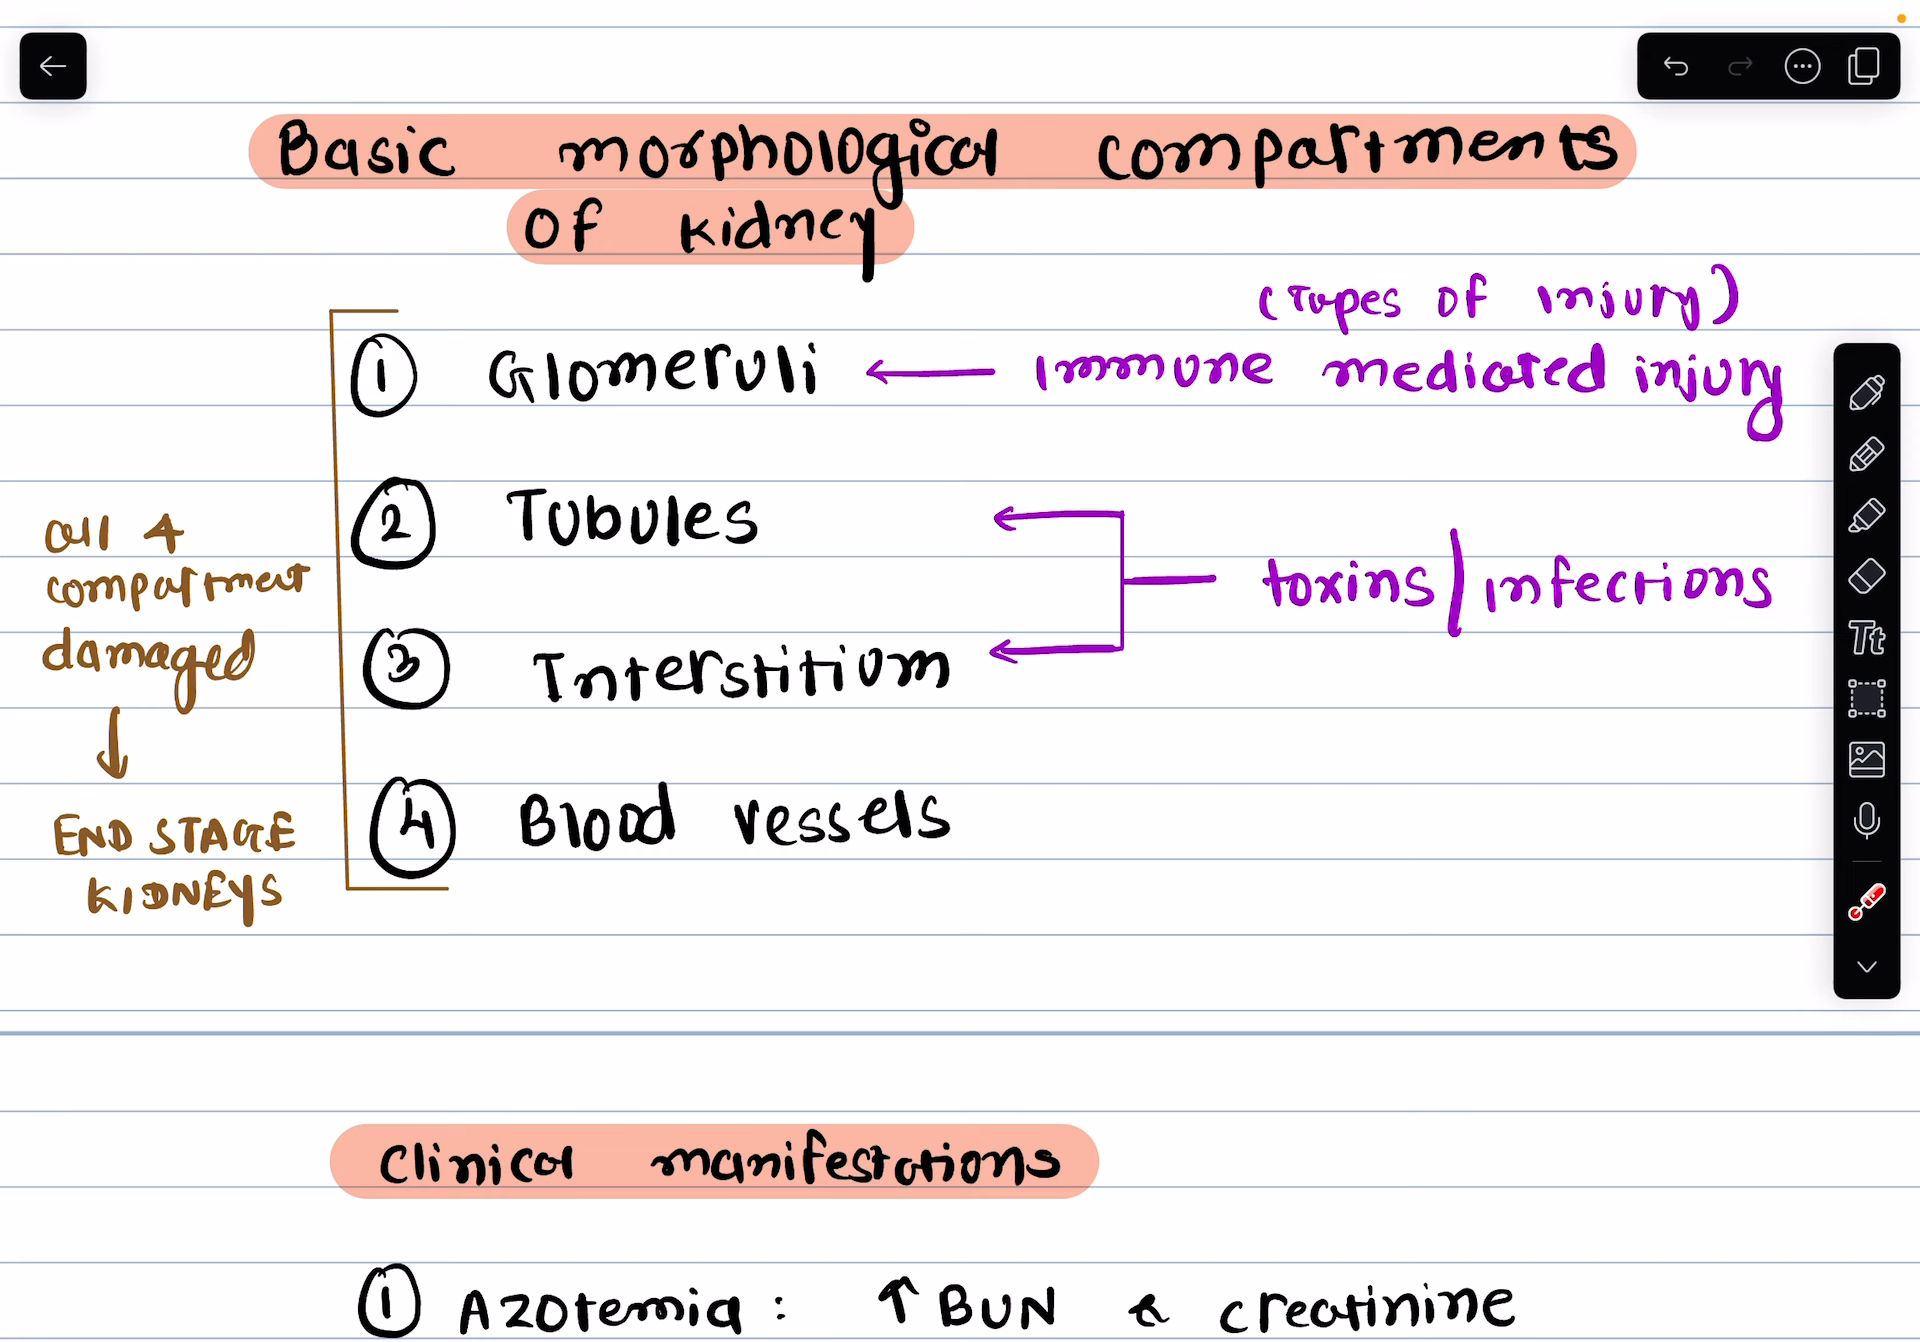 Basic morphological compartments
of kidney
(Types of injury)
① Glomeruli ← Immune mediated injury
② Tubules
toxins / infections
③ Interstitium
④ Blood vessels
all 4
compartment
damaged
↓
END STAGE
KIDNEYS
Clinical manifestations
① Azotemia : ↑ BUN & creatinine
Tt